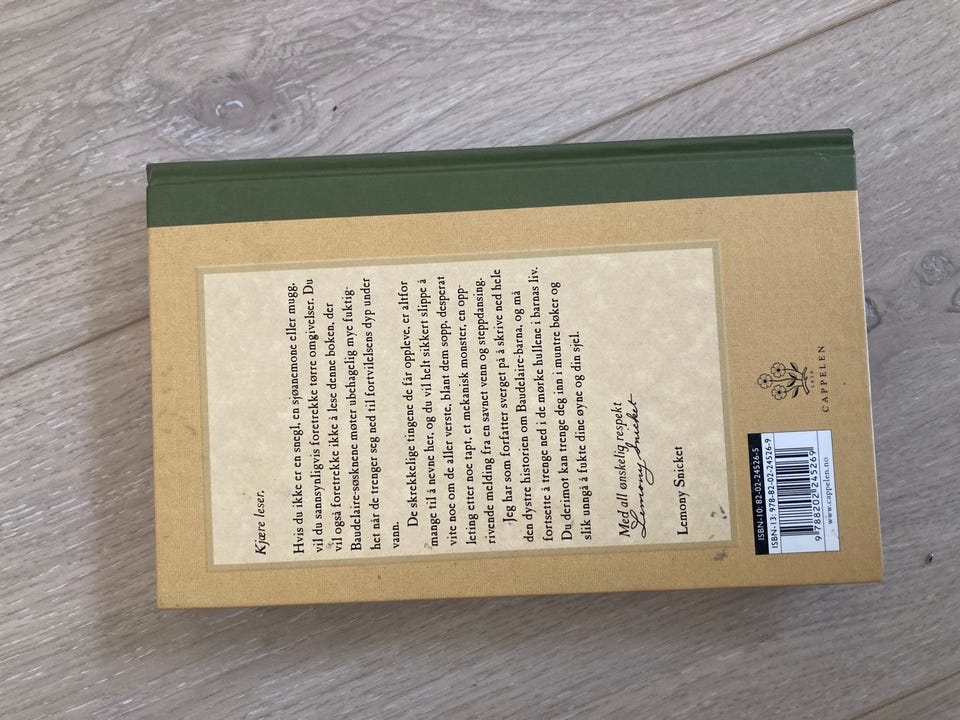 Kjære leser,
Hvis du ikke er en snegl, en sjøanemone eller mugg,
vil du sannsynligvis foretrekke tørre omgivelser. Du
vil også foretrekke ikke å lese denne boken, der
Baudelaire-søsknene møter ubehagelig mye fuktig-
het når de trenger seg ned til fortvilelsens dyp under
vann.
De skrekkelige tingene de får oppleve, er altfor
mange til å nevne her, og du vil helt sikkert slippe å
vite noe om de aller verste, blant dem sopp, desperat
leting etter noe tapt, et mekanisk monster, en opp-
rivende melding fra en savnet venn og steppdansing.
Jeg har som forfatter sverget på å skrive ned hele
den dystre historien om Baudelaire-barna, og må
fortsette å trenge ned i de mørke hullene i barnas liv.
Du derimot kan trenge deg inn i muntre bøker og
slik unngå å fukte dine øyne og din sjel.
Med all ønskelig respekt
Lemony Snicket
Lemony Snicket
ISBN-10: 82-02-24526-5
ISBN-13: 978-82-02-24526-9
9 788202 245269
www.cappelen.no
1829
CAPPELEN